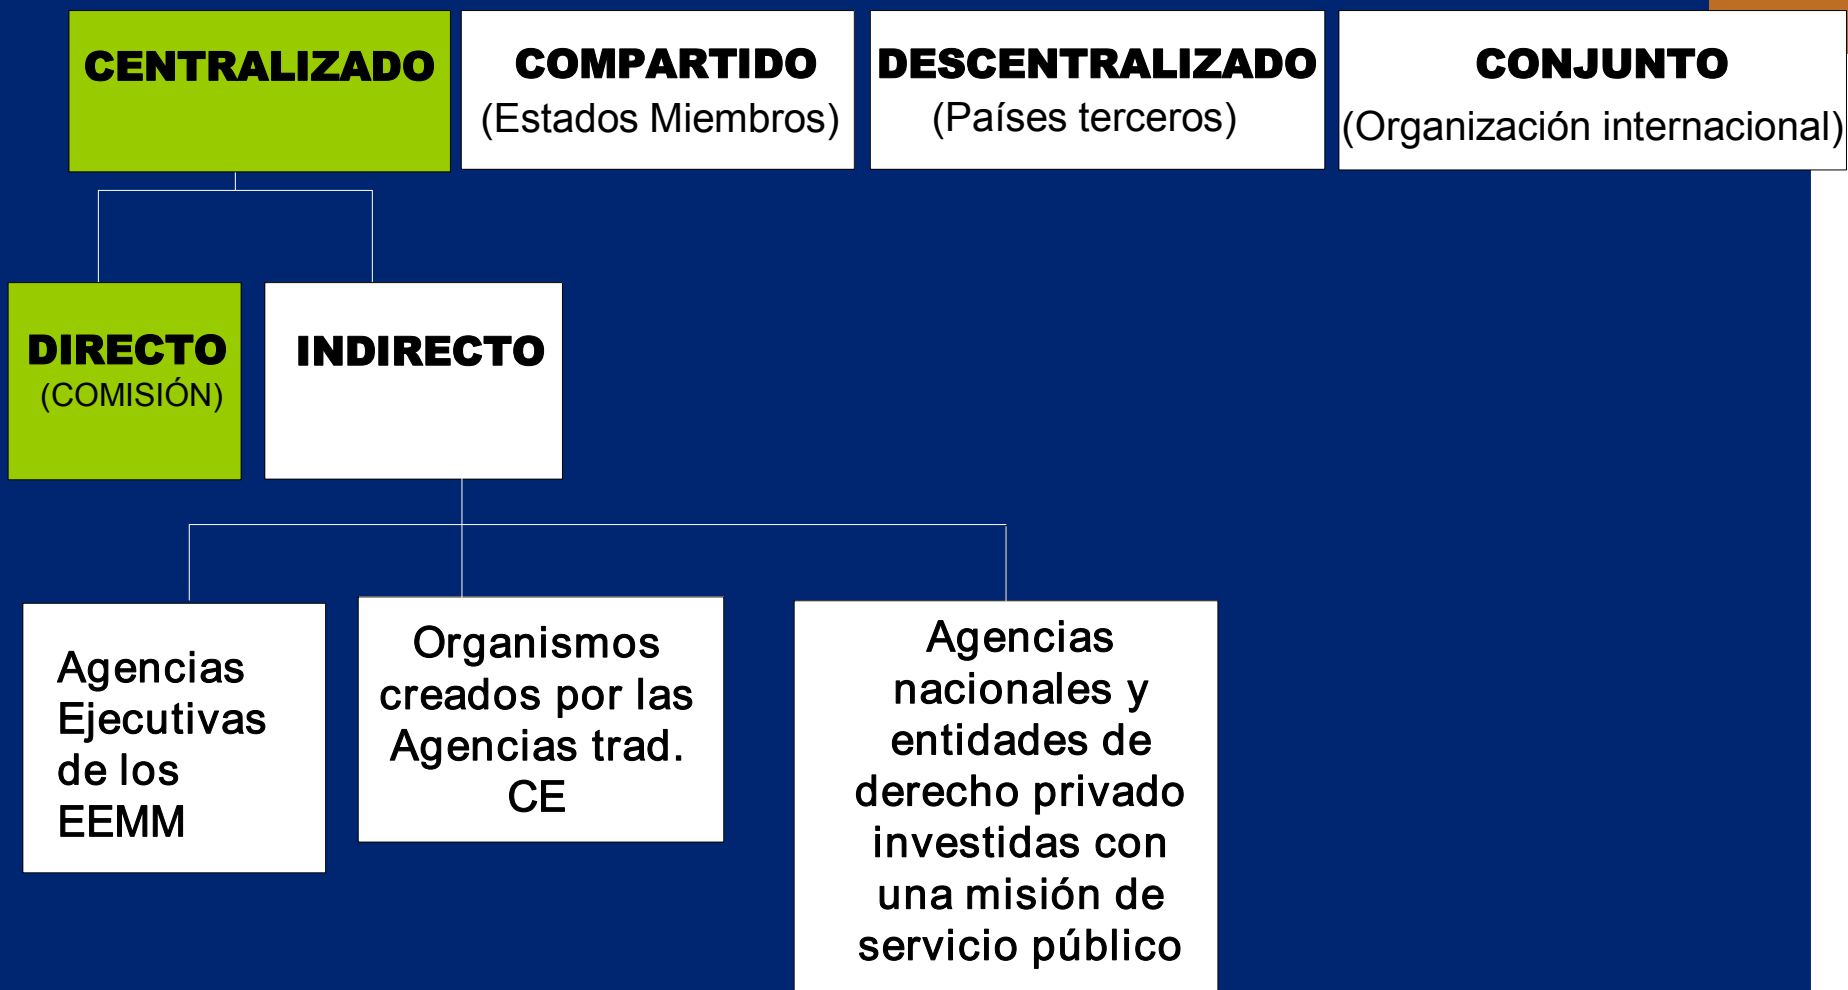 CENTRALIZADO
COMPARTIDO
(Estados Miembros)
DESCENTRALIZADO
(Países terceros)
CONJUNTO
(Organización internacional)
DIRECTO
(COMISIÓN)
INDIRECTO
Agencias
Ejecutivas
de los
EEMM
Organismos
creados por las
Agencias trad.
CE
Agencias
nacionales y
entidades de
derecho privado
investidas con
una misión de
servicio público